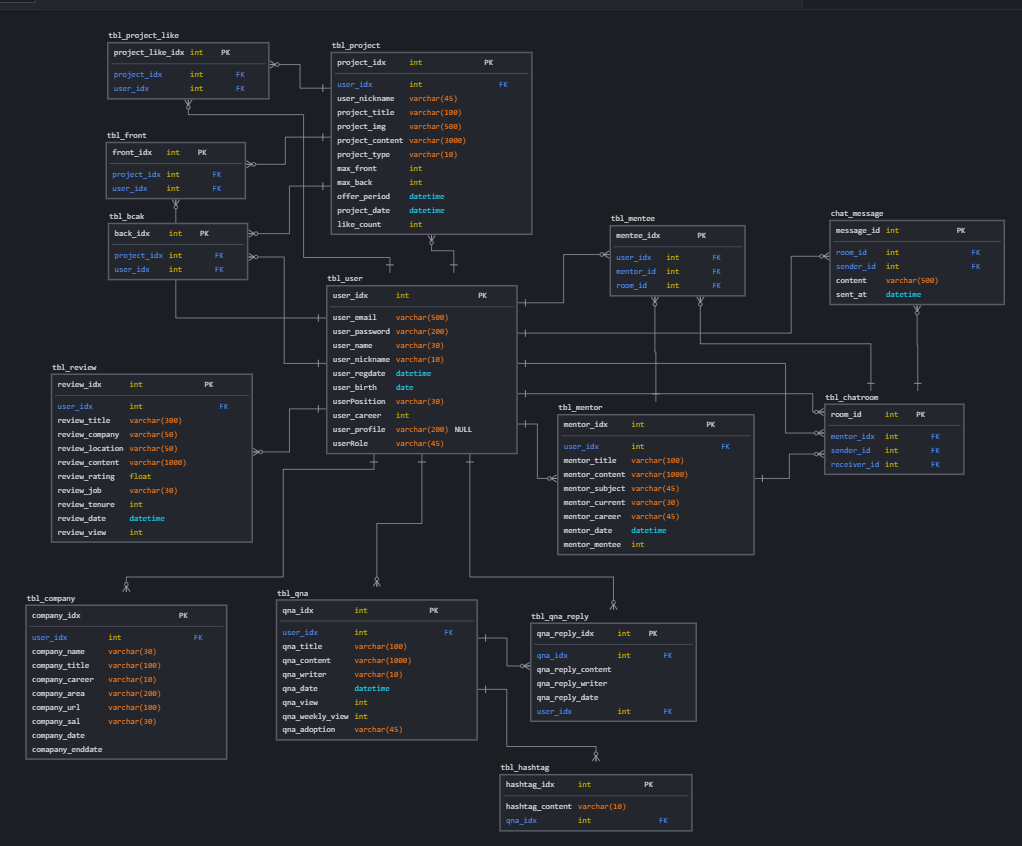 tbl_project_like
project_like_idx int PK
project_idx int FK
user_idx int FK
tbl_project
project_idx int PK
user_idx int FK
user_nickname varchar(45)
project_title varchar(100)
project_img varchar(500)
project_content varchar(3000)
project_type varchar(10)
max_front int
max_back int
offer_period datetime
project_date datetime
like_count int
tbl_front
front_idx int PK
project_idx int FK
user_idx int FK
tbl_bcak
back_idx int PK
project_idx int FK
user_idx int FK
tbl_mentee
mentee_idx PK
user_idx int FK
mentor_idx int FK
room_idx int FK
chat_message
message_id int PK
room_id int FK
sender_id int FK
content varchar(500)
sent_at datetime
tbl_user
user_idx int PK
user_email varchar(500)
user_password varchar(200)
user_name varchar(30)
user_nickname varchar(10)
user_regdate datetime
user_birth date
userPosition varchar(30)
user_career int
user_profile varchar(200) NULL
userRole varchar(45)
tbl_review
review_idx int PK
user_idx int FK
review_title varchar(300)
review_company varchar(50)
review_location varchar(50)
review_content varchar(1000)
review_rating float
review_job varchar(30)
review_tenure int
review_date datetime
review_view int
tbl_mentor
mentor_idx int PK
user_idx int FK
mentor_title varchar(100)
mentor_content varchar(1000)
mentor_subject varchar(45)
mentor_current varchar(30)
mentor_career varchar(45)
mentor_date datetime
mentor_mentee int
tbl_chatroom
room_id int PK
mentor_idx int FK
sender_id int FK
receiver_id int FK
tbl_company
company_idx PK
user_idx int FK
company_name varchar(30)
company_title varchar(100)
company_career varchar(10)
company_area varchar(200)
company_url varchar(100)
company_sal varchar(30)
company_date
comapany_enddate
tbl_qna
qna_idx int PK
user_idx int FK
qna_title varchar(100)
qna_content varchar(1000)
qna_writer varchar(10)
qna_date datetime
qna_view int
qna_weekly_view int
qna_adoption varchar(45)
tbl_qna_reply
qna_reply_idx int PK
qna_idx int FK
qna_reply_content
qna_reply_writer
qna_reply_date
user_idx int FK
tbl_hashtag
hashtag_idx int PK
hashtag_content varchar(10)
qna_idx int FK